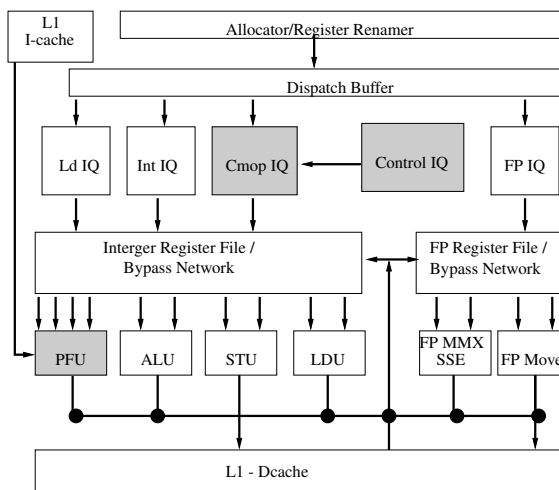 L1
I-cache
Allocator/Register Renamer
Dispatch Buffer
Ld IQ
Int IQ
Cmop IQ
Control IQ
FP IQ
Interger Register File /
Bypass Network
FP Register File /
Bypass Network
PFU
ALU
STU
LDU
FP MMX
SSE
FP Move
L1 - Dcache